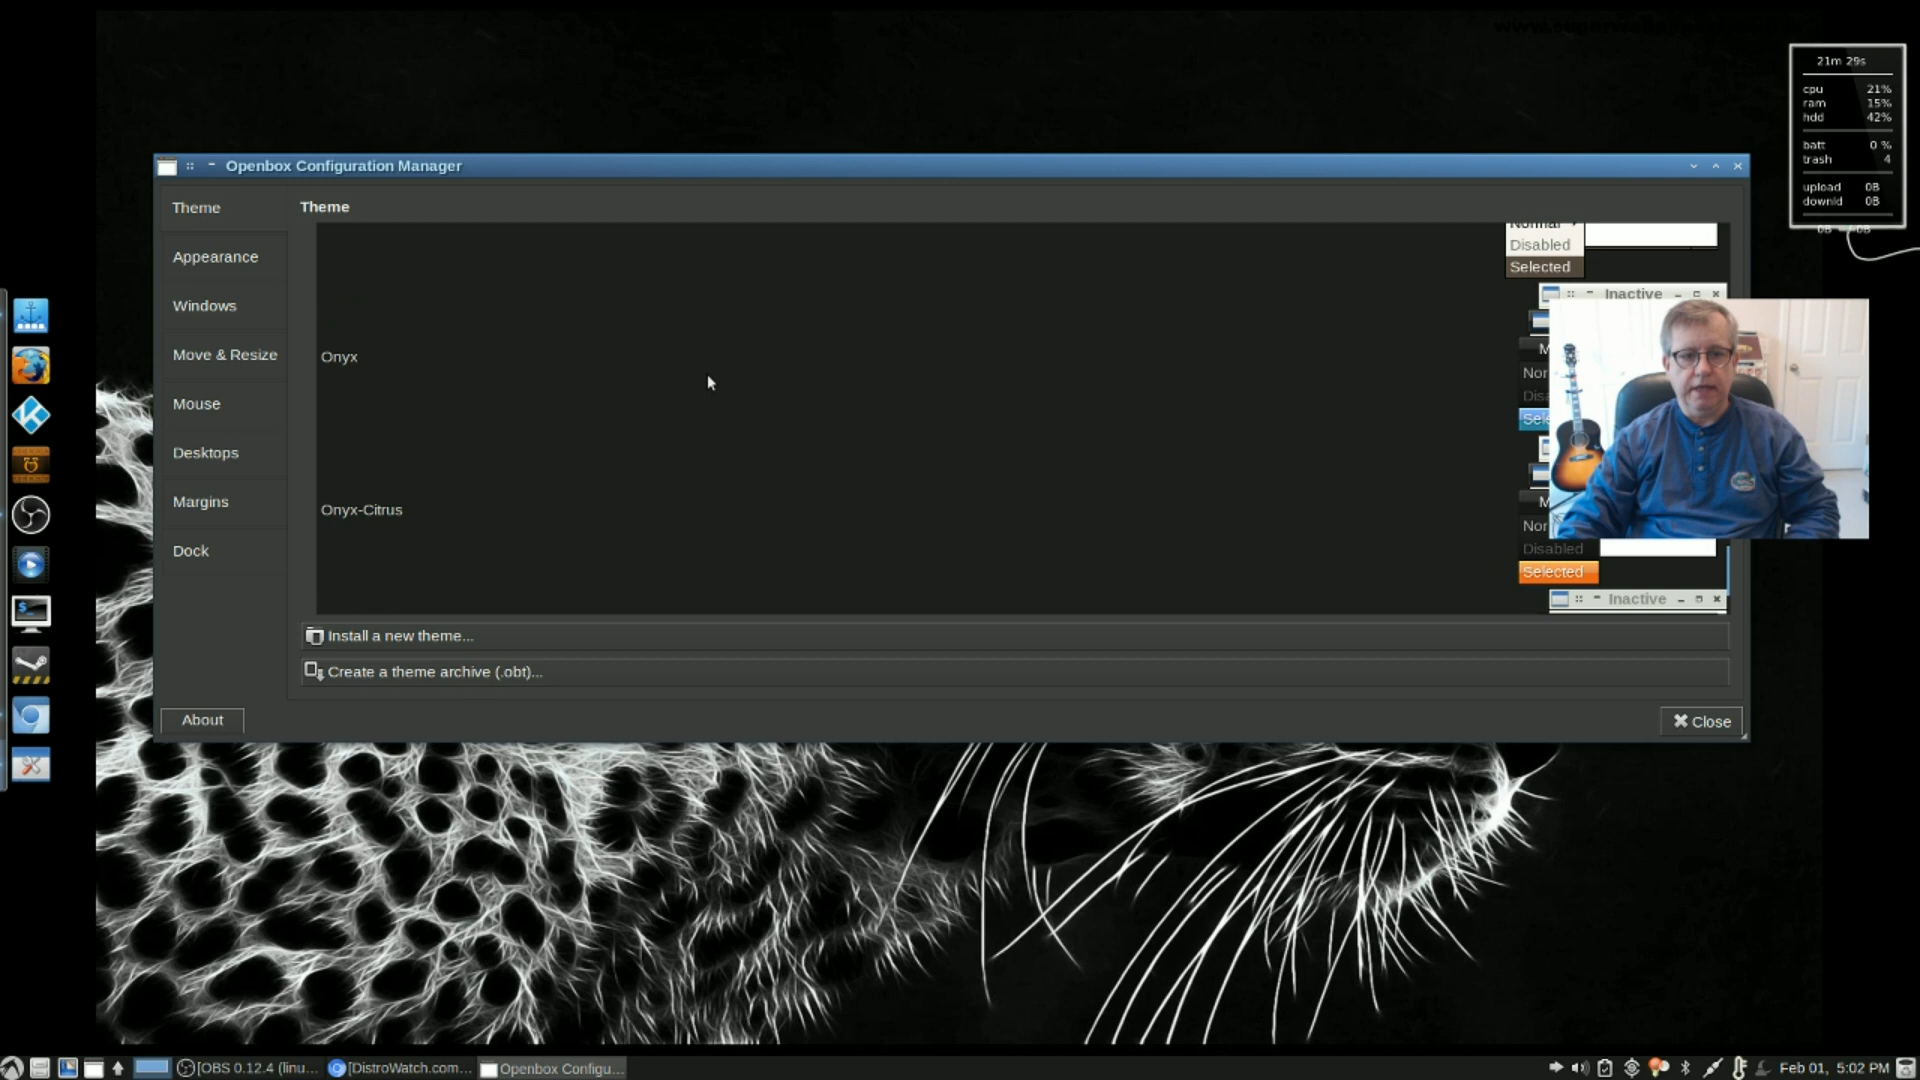 21m 29s
cpu 21%
ram 15%
hdd 42%
batt 0 %
trash 4
upload 0B
downld 0B
0B 0B
Openbox Configuration Manager
Theme
Appearance
Windows
Move & Resize
Mouse
Desktops
Margins
Dock
Theme
Normal
Disabled
Selected
Inactive
Onyx
Onyx-Citrus
Disabled
Selected
Inactive
Install a new theme...
Create a theme archive (.obt)...
About
Close
[OBS 0.12.4 (linu...
[DistroWatch.com...
Openbox Configu...
Feb 01, 5:02 PM